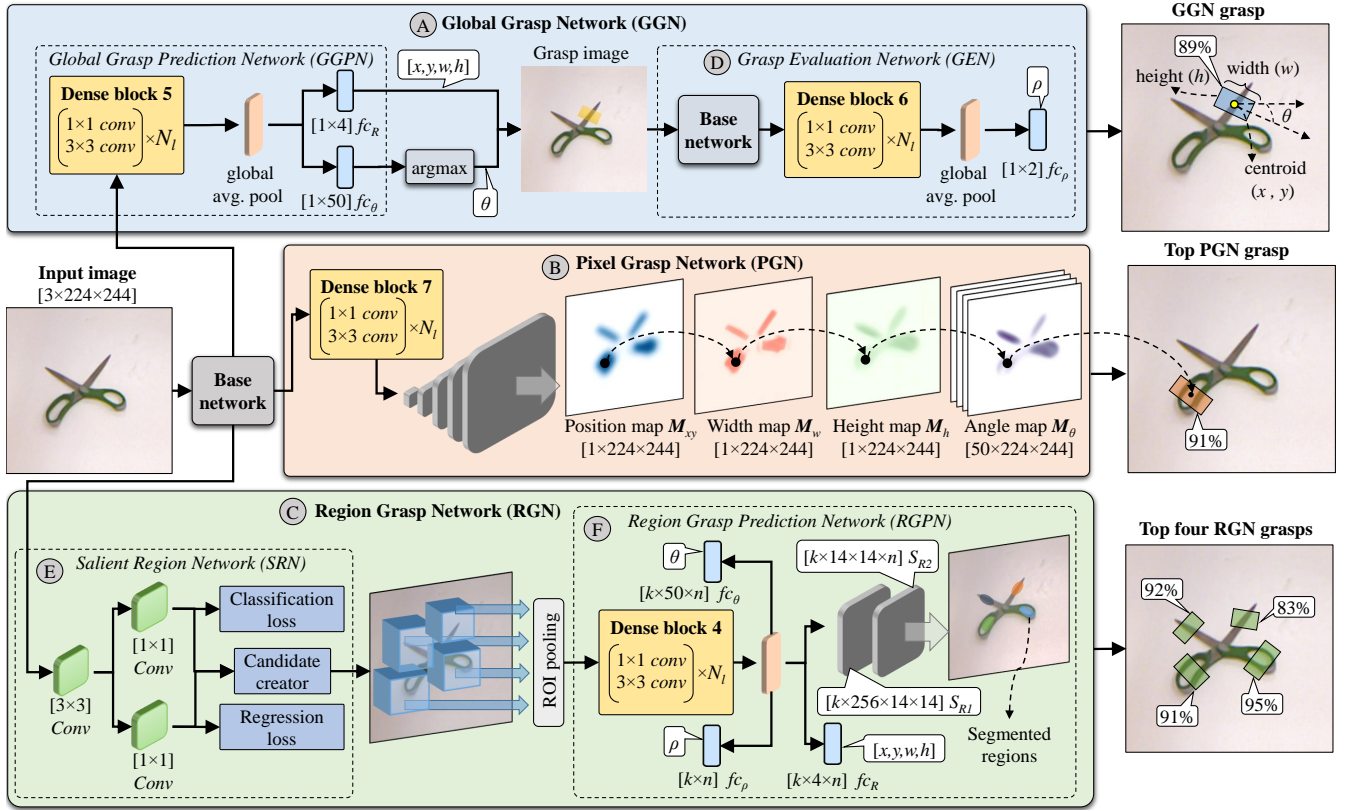 A Global Grasp Network (GGN)
Global Grasp Prediction Network (GGPN)
Dense block 5
1×1 conv
3×3 conv
×N_l
global
avg. pool
[1×4] fc_R
[1×50] fc_θ
[x,y,w,h]
argmax
θ
Grasp image
D Grasp Evaluation Network (GEN)
Base
network
Dense block 6
1×1 conv
3×3 conv
×N_l
global
avg. pool
ρ
[1×2] fc_ρ
GGN grasp
89%
height (h)
width (w)
θ
centroid
(x , y)
Input image
[3×224×244]
Base
network
B Pixel Grasp Network (PGN)
Dense block 7
1×1 conv
3×3 conv
×N_l
Position map M_xy
[1×224×244]
Width map M_w
[1×224×244]
Height map M_h
[1×224×244]
Angle map M_θ
[50×224×244]
Top PGN grasp
91%
C Region Grasp Network (RGN)
E Salient Region Network (SRN)
[3×3]
Conv
[1×1]
Conv
[1×1]
Conv
Classification
loss
Candidate
creator
Regression
loss
ROI pooling
F Region Grasp Prediction Network (RGPN)
θ
[k×50×n] fc_θ
Dense block 4
1×1 conv
3×3 conv
×N_l
ρ
[k×n] fc_ρ
[k×14×14×n] S_R2
[k×256×14×14] S_R1
[x,y,w,h]
[k×4×n] fc_R
Segmented
regions
Top four RGN grasps
92%
83%
91%
95%